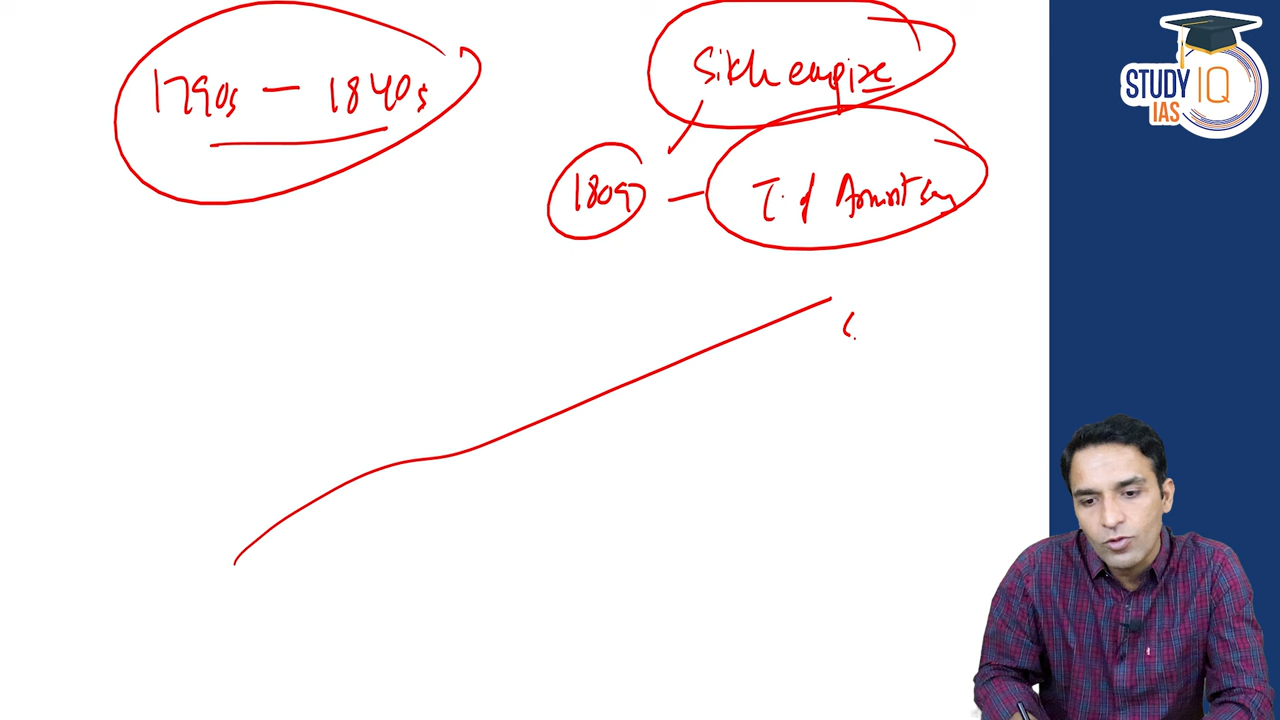 1790s - 1840s
Sikh empire
1809 - T. of Amritsar
STUDY IQ
IAS